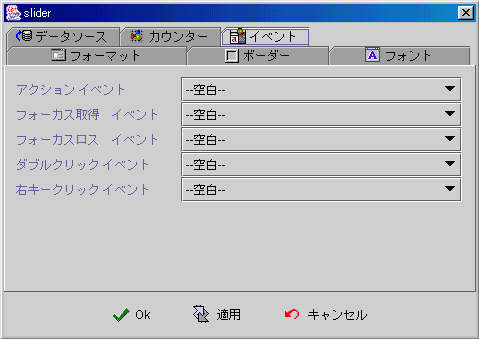 slider
データソース カウンター イベント
フォーマット ボーダー フォント
アクション イベント --空白--
フォーカス取得 イベント --空白--
フォーカスロス イベント --空白--
ダブルクリック イベント --空白--
右キークリック イベント --空白--
Ok 適用 キャンセル